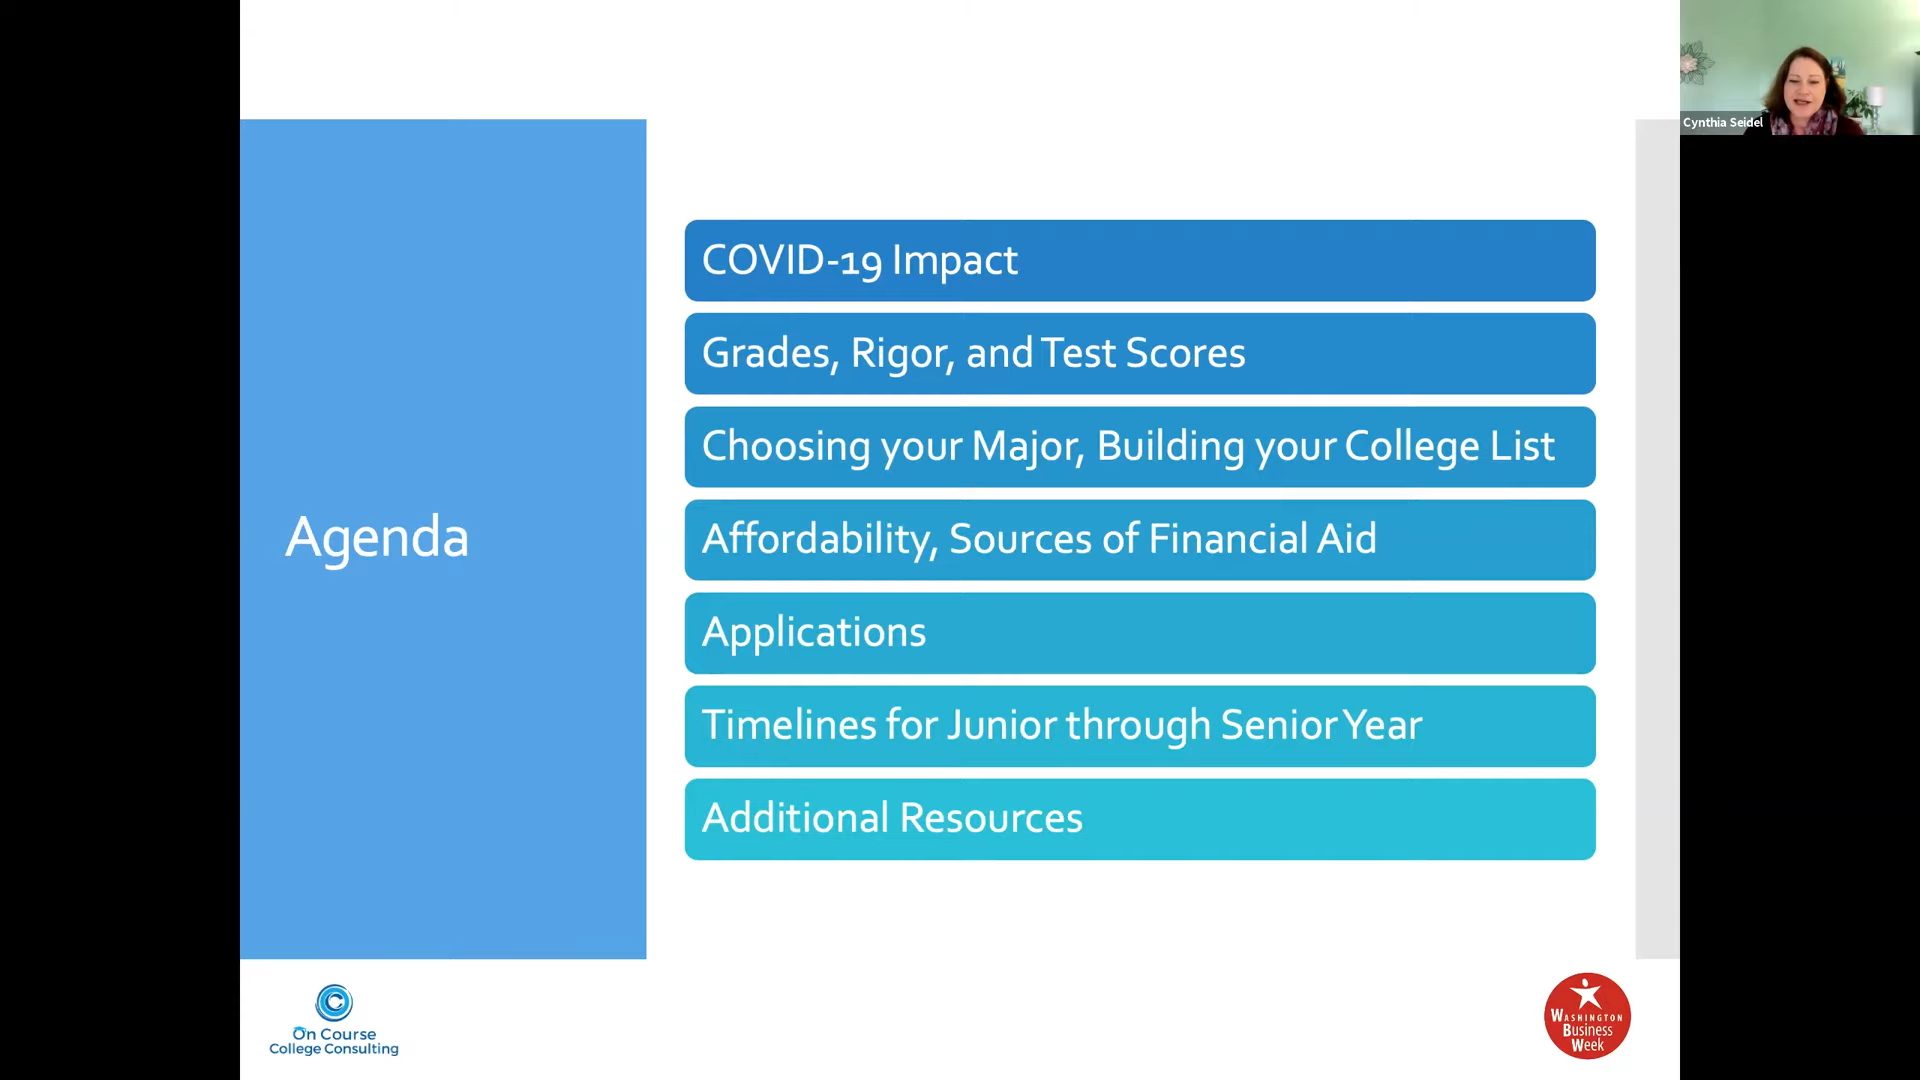 Cynthia Seidel
Agenda
COVID-19 Impact
Grades, Rigor, and Test Scores
Choosing your Major, Building your College List
Affordability, Sources of Financial Aid
Applications
Timelines for Junior through Senior Year
Additional Resources
On Course
College Consulting
WASHINGTON
Business
Week